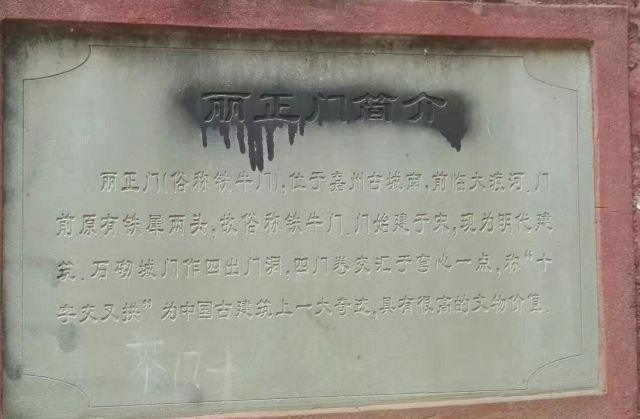 丽正门简介
丽正门(俗称铁牛门),位于嘉州古城南,前临大渡河.门
前原有铁犀两头,故俗称铁牛门.门始建于宋,现为明代建
筑.石砌城门作四出门洞,四门券交汇于穹心一点,称“十
字交叉拱”为中国古建筑上一大奇迹,具有很高的文物价值.